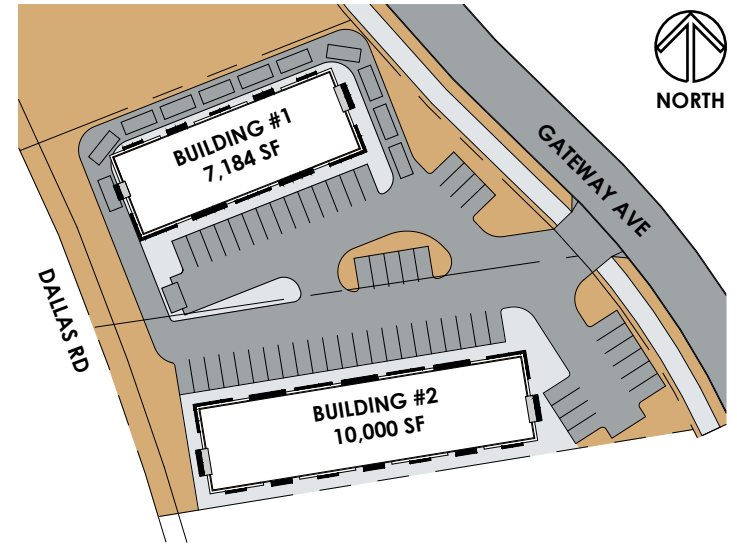 NORTH
BUILDING #1
7,184 SF
GATEWAY AVE
DALLAS RD
BUILDING #2
10,000 SF